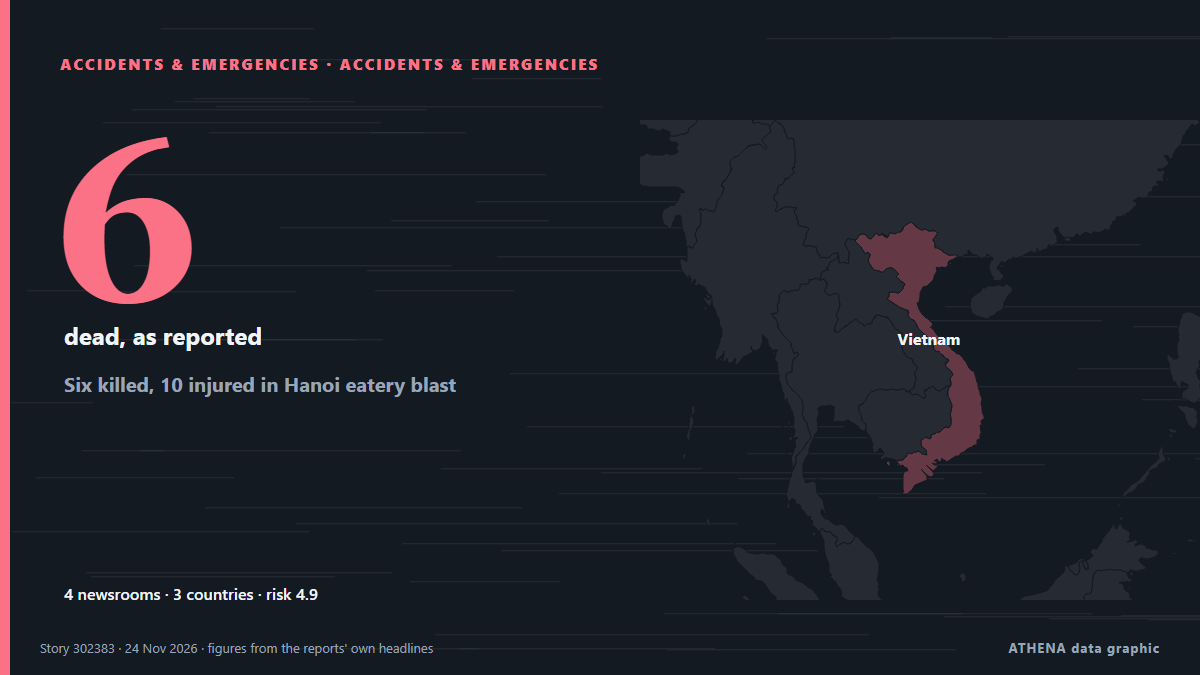 ACCIDENTS & EMERGENCIES · ACCIDENTS & EMERGENCIES
6
dead, as reported
Six killed, 10 injured in Hanoi eatery blast
Vietnam
4 newsrooms · 3 countries · risk 4.9
Story 302383 · 24 Nov 2026 · figures from the reports' own headlines
ATHENA data graphic